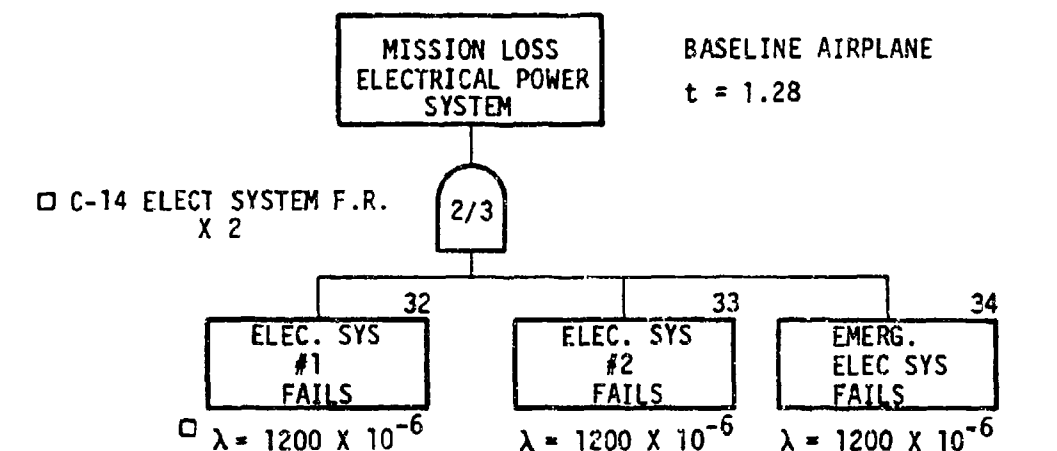 MISSION LOSS
ELECTRICAL POWER
SYSTEM
BASELINE AIRPLANE
t = 1.28
□ C-14 ELECT SYSTEM F.R.
X 2
2/3
32
ELEC. SYS
#1
FAILS
□ λ = 1200 X 10⁻⁶
33
ELEC. SYS
#2
FAILS
λ = 1200 X 10⁻⁶
34
EMERG.
ELEC SYS
FAILS
λ = 1200 X 10⁻⁶